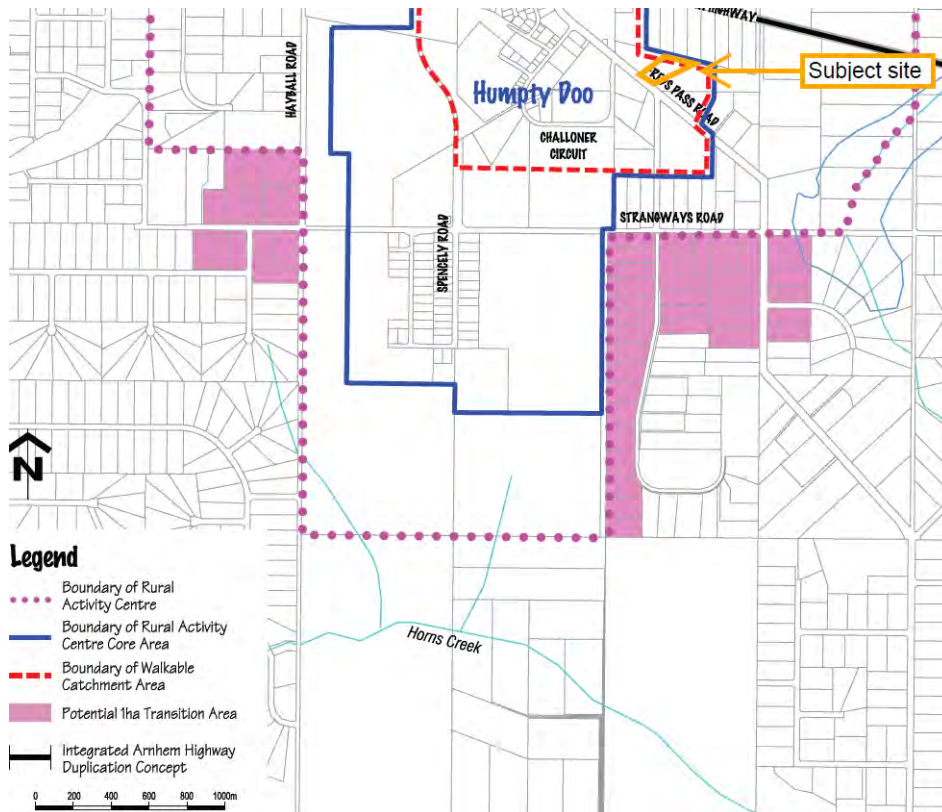 HIGHWAY
HAYBALL ROAD
Subject site
Humpty Doo
PASS ROAD
CHALLONER
CIRCUIT
STRANGWAYS ROAD
SPENCELY ROAD
N
Legend
Boundary of Rural
Activity Centre
Boundary of Rural Activity
Centre Core Area
Boundary of Walkable
Catchment Area
Potential 1ha Transition Area
Integrated Arnhem Highway
Duplication Concept
0 200 400 600 800 1000m
Horns Creek